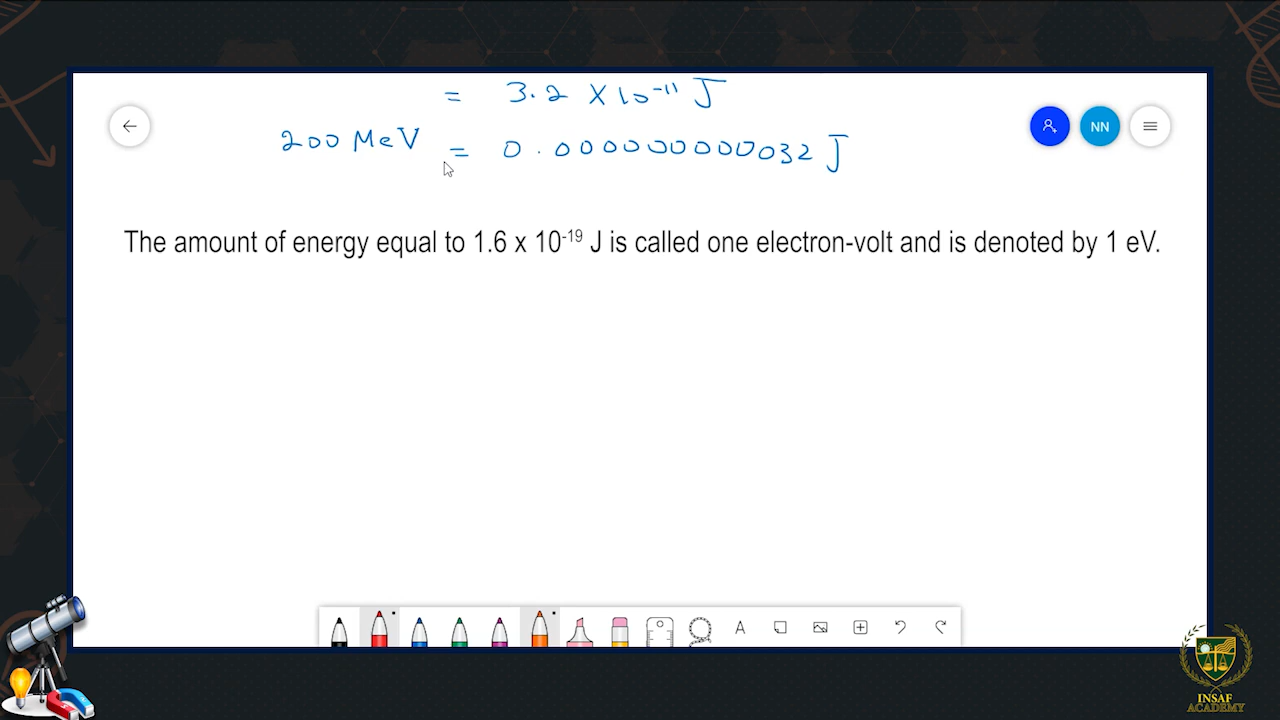 = 3.2 × 10⁻¹¹ J
200 MeV = 0.000000000032 J
NN
The amount of energy equal to 1.6 x 10⁻¹⁹ J is called one electron-volt and is denoted by 1 eV.
A
INSAF
ACADEMY